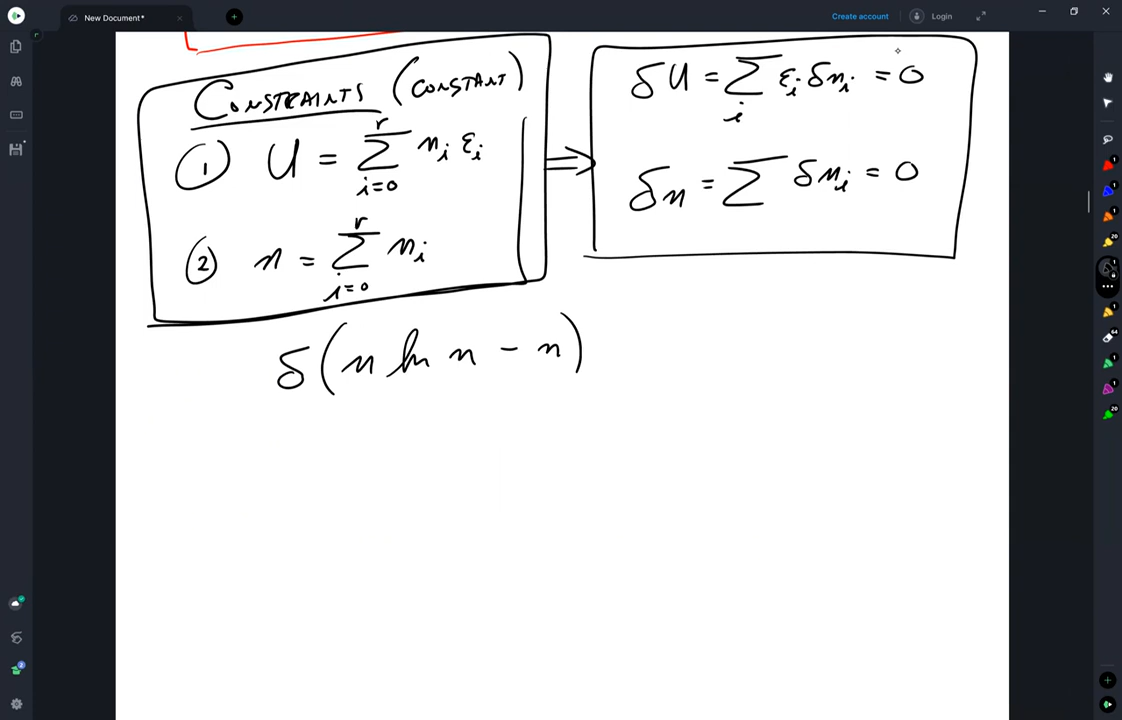 New Document*
Create account
Login
CONSTRAINTS (CONSTANT)
① U = Σ_{i=0}^{r} n_i ε_i
② n = Σ_{i=0}^{r} n_i
⇒
δU = Σ_i ε_i δn_i = 0
δn = Σ δn_i = 0
δ(n ln n − n)